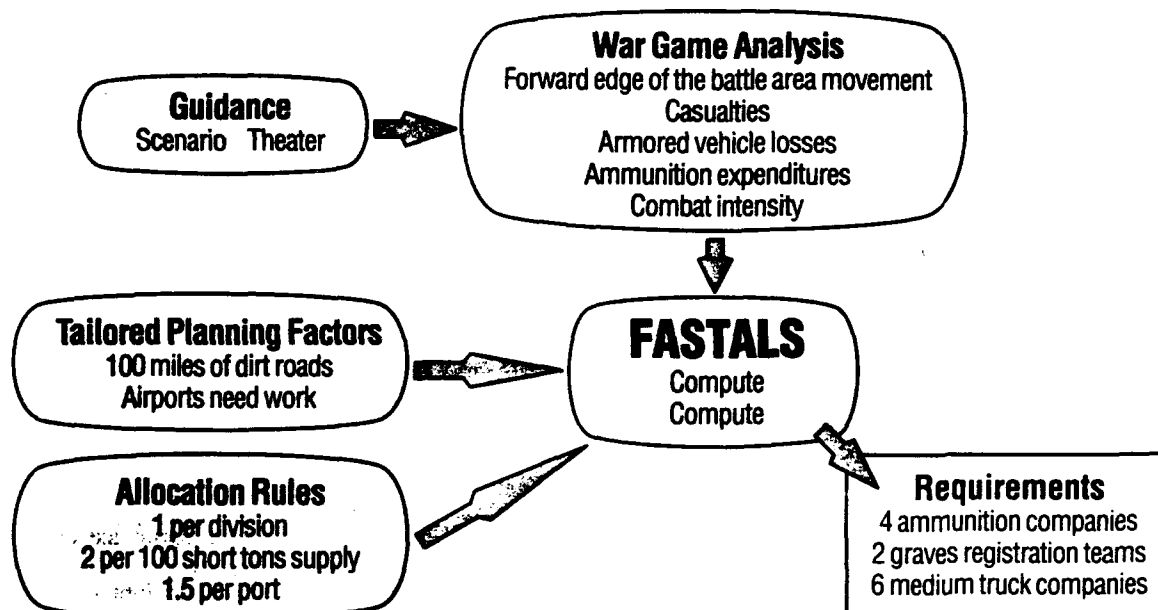 War Game Analysis
Forward edge of the battle area movement
Casualties
Armored vehicle losses
Ammunition expenditures
Combat intensity
Guidance
Scenario Theater
Tailored Planning Factors
100 miles of dirt roads
Airports need work
FASTALS
Compute
Compute
Allocation Rules
1 per division
2 per 100 short tons supply
1.5 per port
Requirements
4 ammunition companies
2 graves registration teams
6 medium truck companies